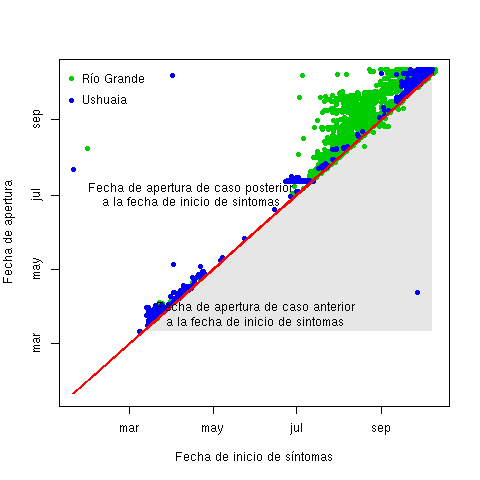 Río Grande
Ushuaia
Fecha de apertura de caso posterior
a la fecha de inicio de sintomas
Fecha de apertura de caso anterior
a la fecha de inicio de sintomas
Fecha de apertura
sep
jul
may
mar
mar
may
jul
sep
Fecha de inicio de síntomas